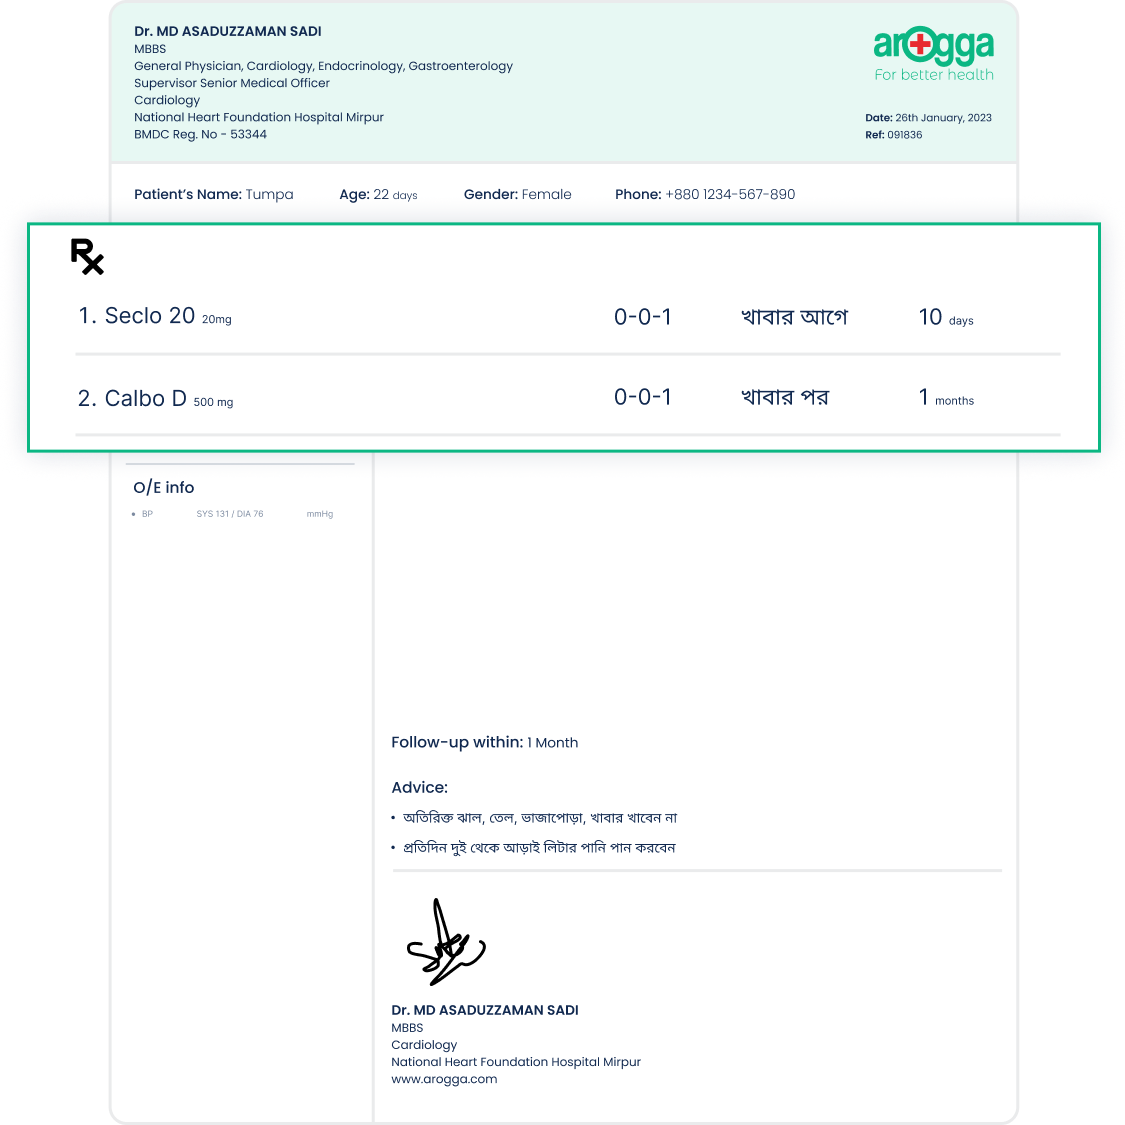 Dr. MD ASADUZZAMAN SADI
MBBS
General Physician, Cardiology, Endocrinology, Gastroenterology
Supervisor Senior Medical Officer
Cardiology
National Heart Foundation Hospital Mirpur
BMDC Reg. No - 53344
arogga
For better health
Date: 26th January, 2023
Ref: 091836
Patient's Name: Tumpa Age: 22 days Gender: Female Phone: +880 1234-567-890
Rx
1. Seclo 20 20mg 0-0-1 খাবার আগে 10 days
2. Calbo D 500 mg 0-0-1 খাবার পর 1 months
O/E info
• BP SYS 131 / DIA 76 mmHg
Follow-up within: 1 Month
Advice:
• অতিরিক্ত ঝাল, তেল, ভাজাপোড়া, খাবার খাবেন না
• প্রতিদিন দুই থেকে আড়াই লিটার পানি পান করবেন
Dr. MD ASADUZZAMAN SADI
MBBS
Cardiology
National Heart Foundation Hospital Mirpur
www.arogga.com